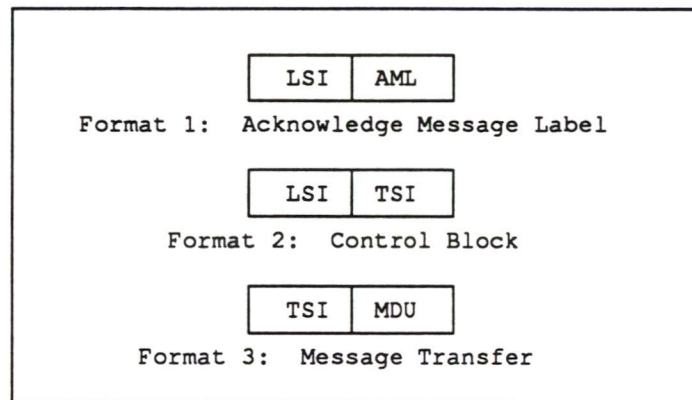 LSI AML
Format 1: Acknowledge Message Label
LSI TSI
Format 2: Control Block
TSI MDU
Format 3: Message Transfer